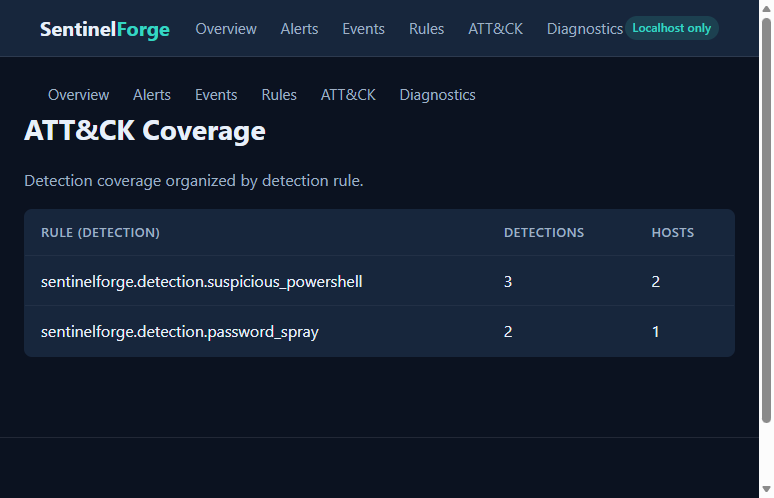 SentinelForge Overview Alerts Events Rules ATT&CK Diagnostics Localhost only
Overview Alerts Events Rules ATT&CK Diagnostics
ATT&CK Coverage
Detection coverage organized by detection rule.
RULE (DETECTION) DETECTIONS HOSTS
sentinelforge.detection.suspicious_powershell 3 2
sentinelforge.detection.password_spray 2 1